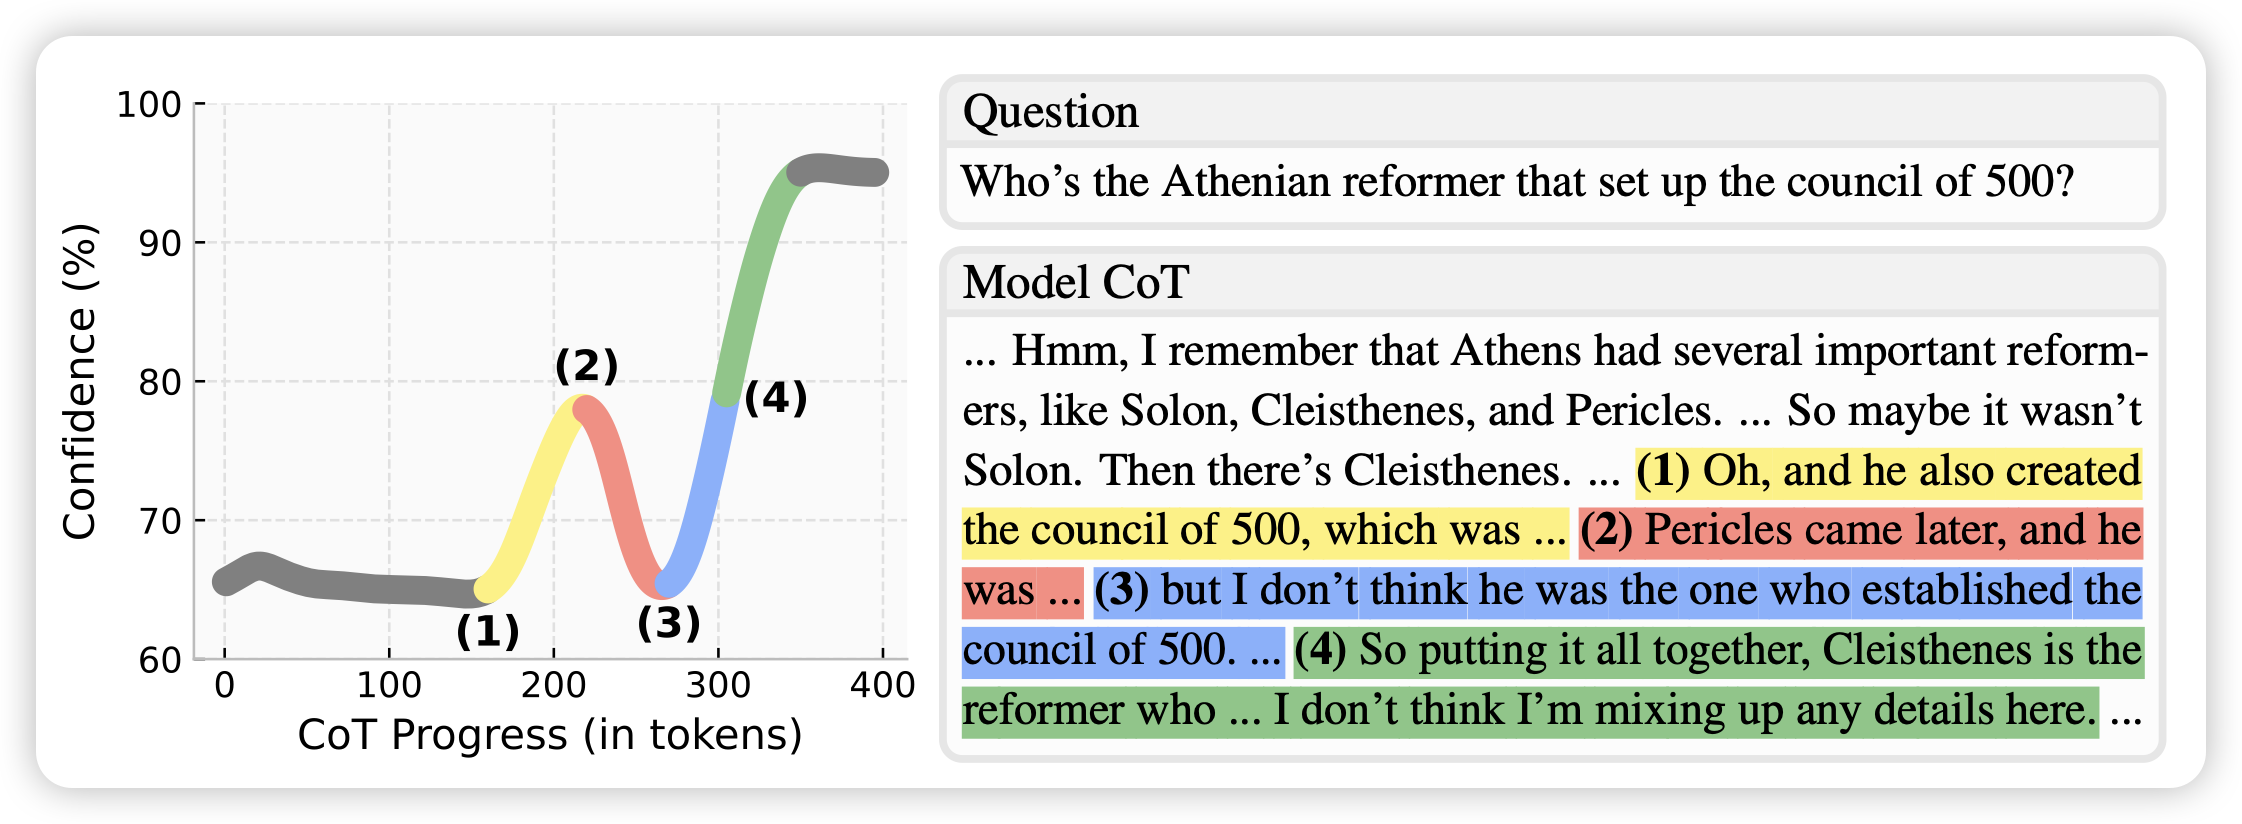 100
90
80
70
60
Confidence (%)
0 100 200 300 400
CoT Progress (in tokens)
(1)
(2)
(3)
(4)
Question
Who’s the Athenian reformer that set up the council of 500?
Model CoT
... Hmm, I remember that Athens had several important reform-
ers, like Solon, Cleisthenes, and Pericles. ... So maybe it wasn’t
Solon. Then there’s Cleisthenes. ... (1) Oh, and he also created
the council of 500, which was ... (2) Pericles came later, and he
was ... (3) but I don’t think he was the one who established the
council of 500. ... (4) So putting it all together, Cleisthenes is the
reformer who ... I don’t think I’m mixing up any details here. ...